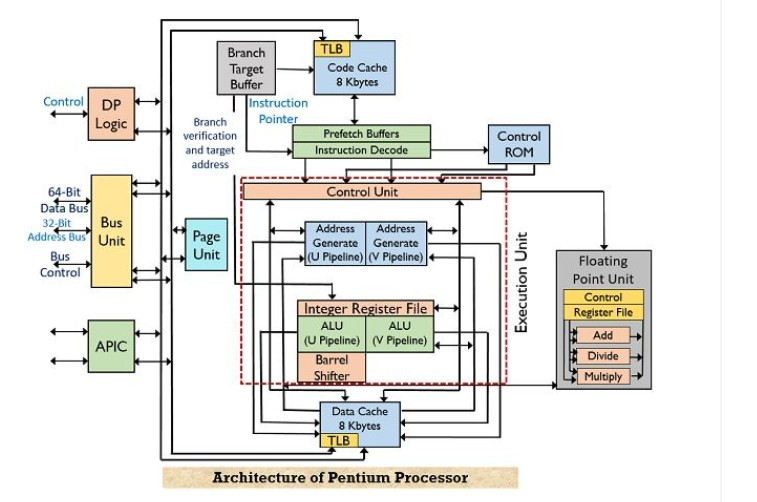 TLB
Code Cache
8 Kbytes
Branch
Target
Buffer
Instruction
Pointer
Branch
verification
and target
address
Control
DP
Logic
Prefetch Buffers
Instruction Decode
Control
ROM
Control Unit
64-Bit
Data Bus
32-Bit
Address Bus
Bus
Control
Bus
Unit
Page
Unit
Address
Generate
(U Pipeline)
Address
Generate
(V Pipeline)
Execution Unit
Floating
Point Unit
Control
Register File
Add
Divide
Multiply
Integer Register File
ALU
(U Pipeline)
ALU
(V Pipeline)
Barrel
Shifter
APIC
Data Cache
8 Kbytes
TLB
Architecture of Pentium Processor